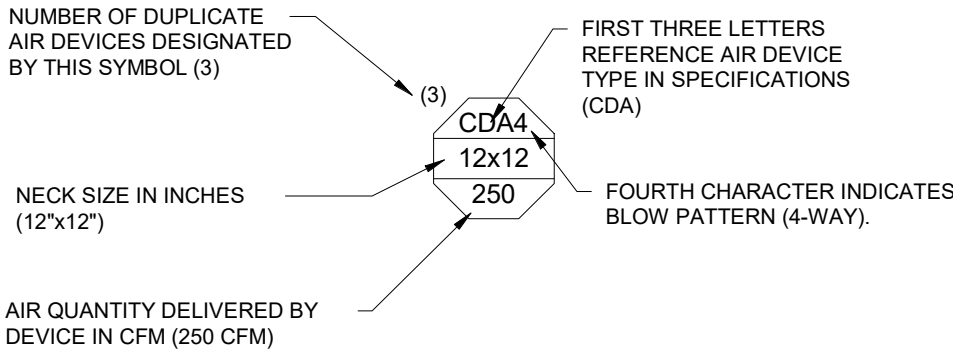 NUMBER OF DUPLICATE
AIR DEVICES DESIGNATED
BY THIS SYMBOL (3)
FIRST THREE LETTERS
REFERENCE AIR DEVICE
TYPE IN SPECIFICATIONS
(CDA)
(3)
CDA4
12x12
250
NECK SIZE IN INCHES
(12"x12")
FOURTH CHARACTER INDICATES
BLOW PATTERN (4-WAY).
AIR QUANTITY DELIVERED BY
DEVICE IN CFM (250 CFM)